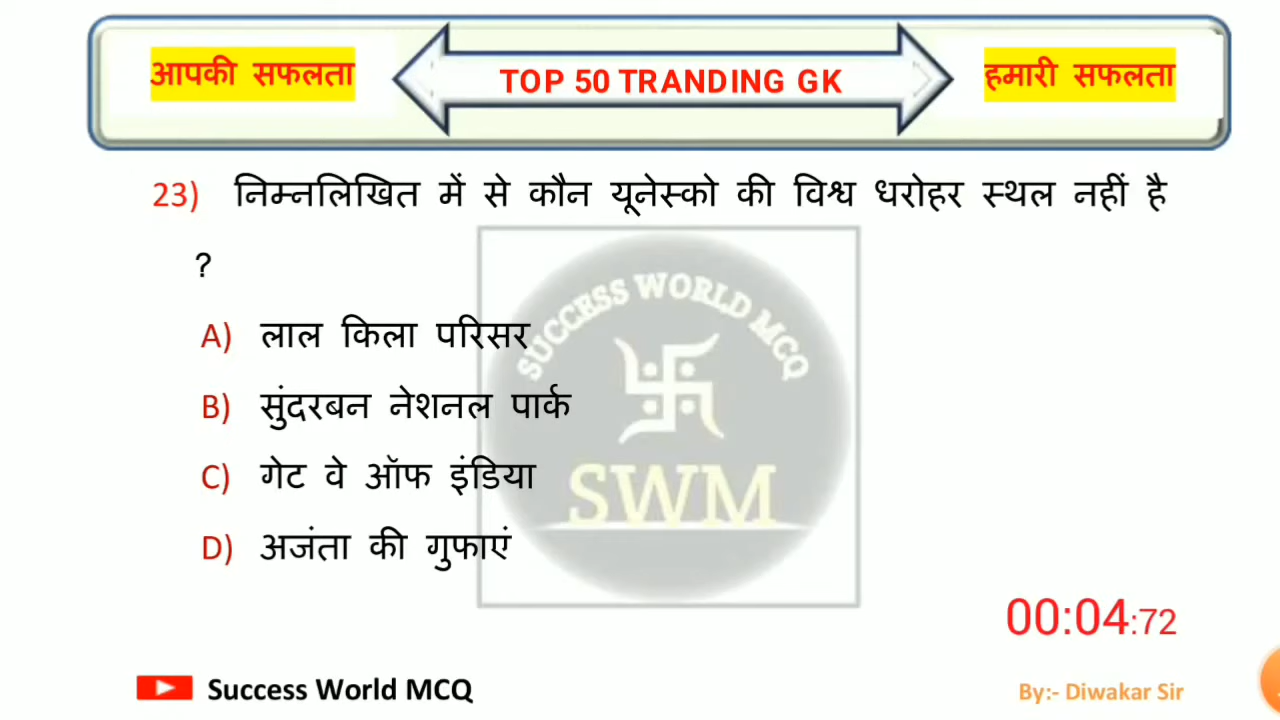 आपकी सफलता
TOP 50 TRANDING GK
हमारी सफलता
23) निम्नलिखित में से कौन यूनेस्को की विश्व धरोहर स्थल नहीं है
?
A) लाल किला परिसर
B) सुंदरबन नेशनल पार्क
C) गेट वे ऑफ इंडिया
D) अजंता की गुफाएं
SUCCESS WORLD MCQ
SWM
00:04:72
Success World MCQ
By:- Diwakar Sir